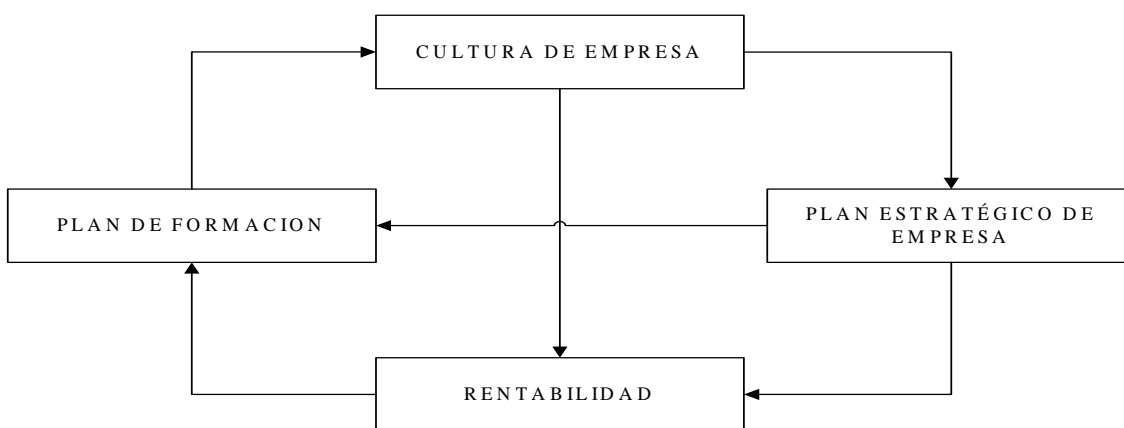 CULTURA DE EMPRESA
PLAN DE FORMACION
PLAN ESTRATÉGICO DE
EMPRESA
RENTABILIDAD